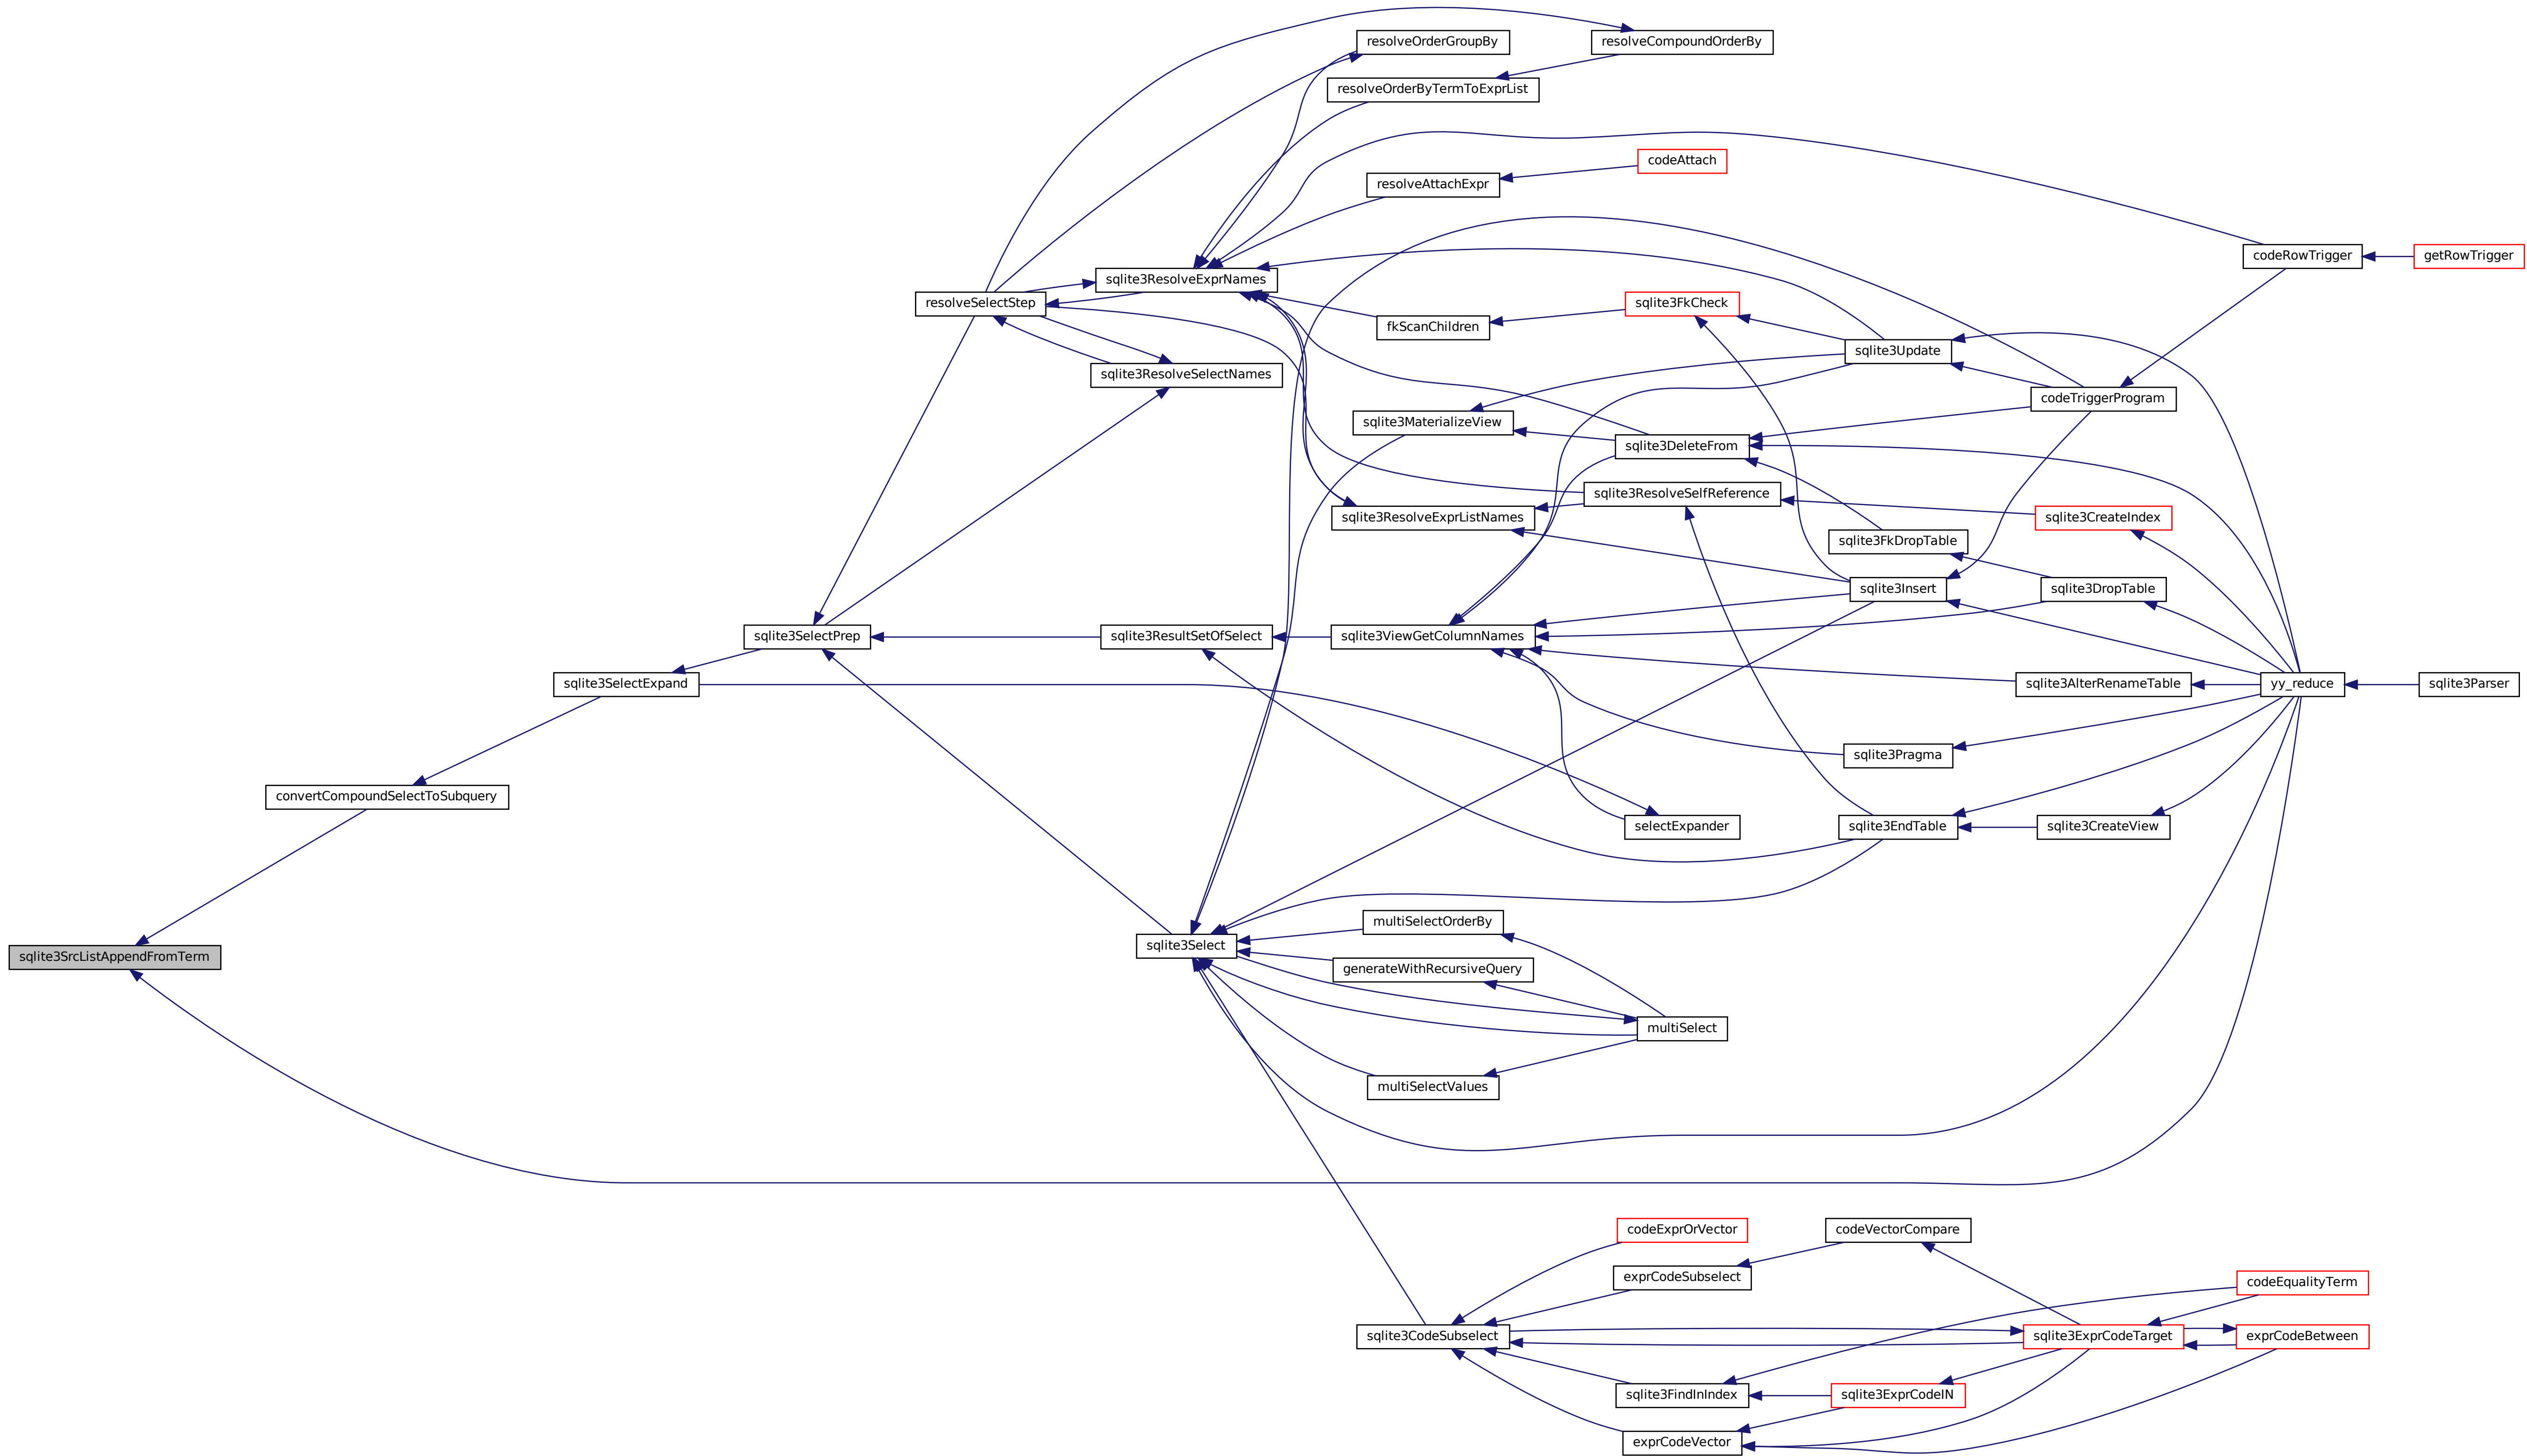 resolveOrderGroupBy
resolveCompoundOrderBy
resolveOrderByTermToExprList
codeAttach
resolveAttachExpr
codeRowTrigger
getRowTrigger
sqlite3ResolveExprNames
resolveSelectStep
sqlite3FkCheck
fkScanChildren
sqlite3Update
sqlite3ResolveSelectNames
codeTriggerProgram
sqlite3MaterializeView
sqlite3DeleteFrom
sqlite3ResolveSelfReference
sqlite3ResolveExprListNames
sqlite3CreateIndex
sqlite3FkDropTable
sqlite3Insert
sqlite3DropTable
sqlite3SelectPrep
sqlite3ResultSetOfSelect
sqlite3ViewGetColumnNames
sqlite3SelectExpand
sqlite3AlterRenameTable
yy_reduce
sqlite3Parser
sqlite3Pragma
convertCompoundSelectToSubquery
selectExpander
sqlite3EndTable
sqlite3CreateView
multiSelectOrderBy
sqlite3Select
sqlite3SrcListAppendFromTerm
generateWithRecursiveQuery
multiSelect
multiSelectValues
codeExprOrVector
codeVectorCompare
exprCodeSubselect
codeEqualityTerm
sqlite3CodeSubselect
sqlite3ExprCodeTarget
exprCodeBetween
sqlite3FindInIndex
sqlite3ExprCodeIN
exprCodeVector